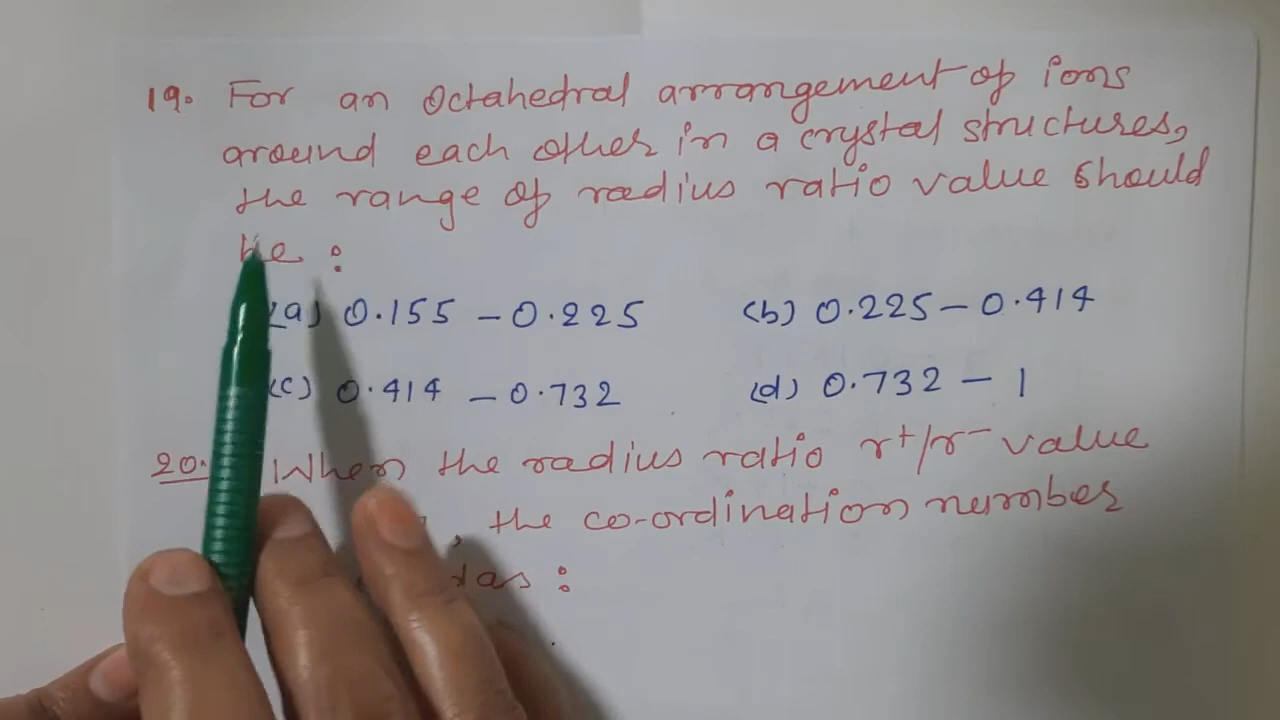 19. For an Octahedral arrangement of ions
around each other in a crystal structures,
the range of radius ratio value should
be :
(a) 0.155 - 0.225 (b) 0.225 - 0.414
(c) 0.414 - 0.732 (d) 0.732 - 1
20. When the radius ratio r+/r- value
, the co-ordination number
: